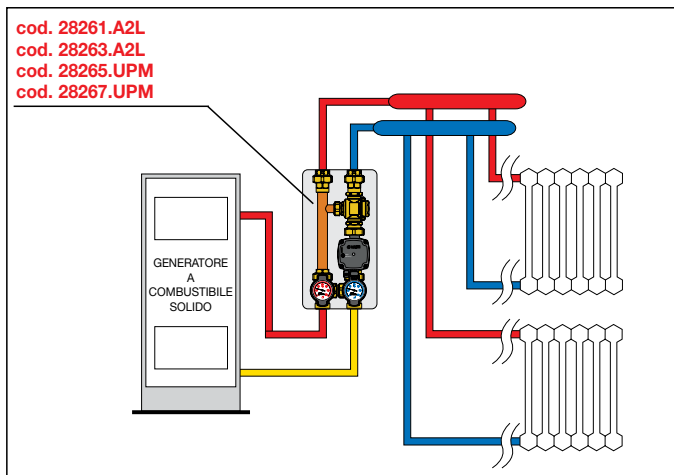 cod. 28261.A2L
cod. 28263.A2L
cod. 28265.UPM
cod. 28267.UPM
GENERATORE
A
COMBUSTIBILE
SOLIDO